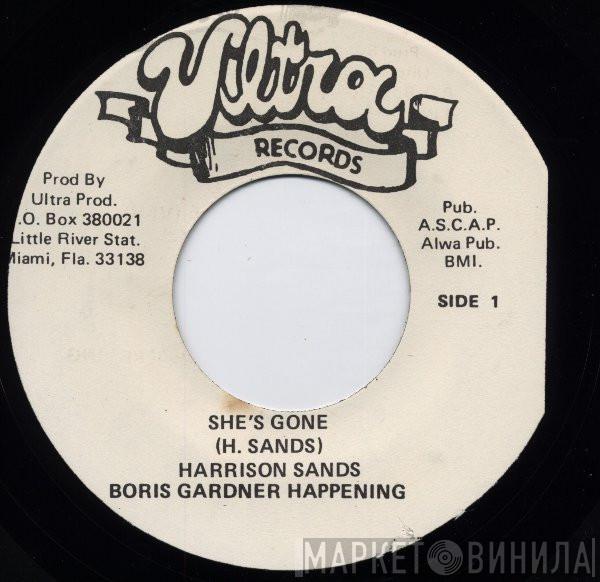 Ultra
RECORDS
Prod By
Ultra Prod.
.O. Box 380021
Little River Stat.
Miami, Fla. 33138
Pub.
A.S.C.A.P.
Alwa Pub.
BMI.
SIDE 1
SHE'S GONE
(H. SANDS)
HARRISON SANDS
BORIS GARDNER HAPPENING
МАРКЕТ ВИНИЛА